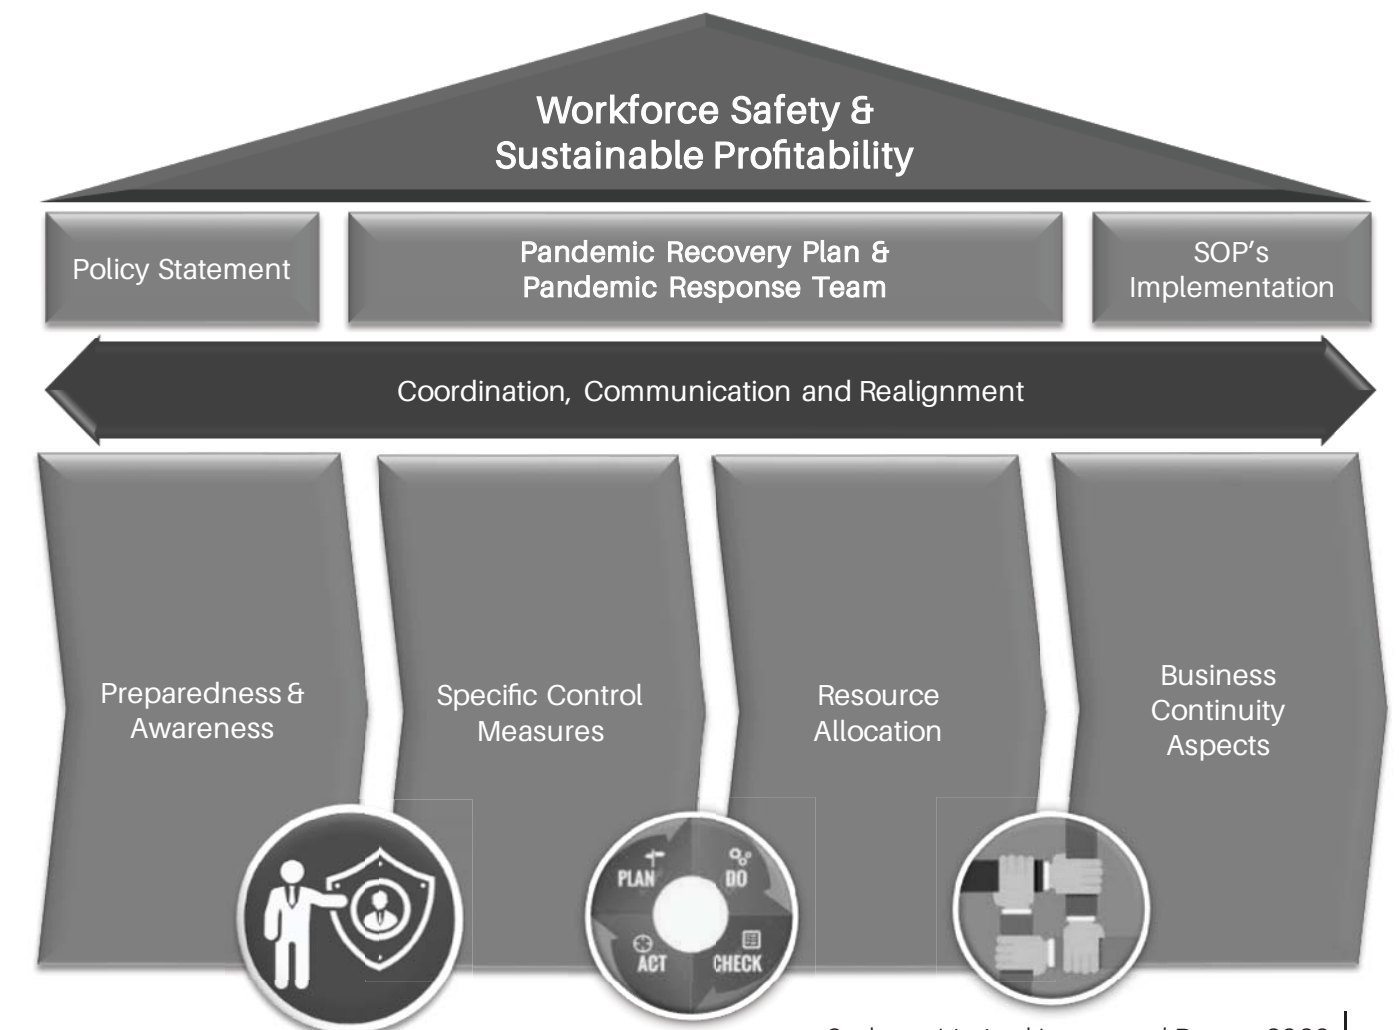 Workforce Safety &
Sustainable Profitability
Policy Statement
Pandemic Recovery Plan &
Pandemic Response Team
SOP’s
Implementation
Coordination, Communication and Realignment
Preparedness &
Awareness
Specific Control
Measures
Resource
Allocation
Business
Continuity
Aspects
PLAN
DO
ACT
CHECK